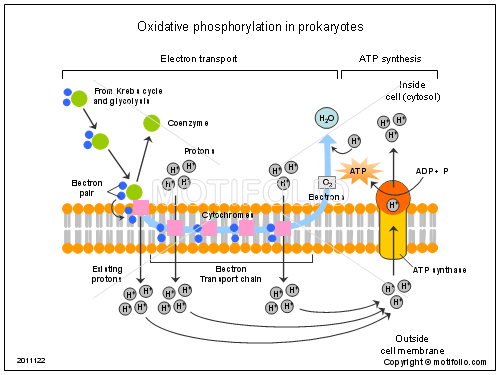 Oxidative phosphorylation in prokaryotes
Electron transport
ATP synthesis
From Krebs cycle
and glycolysis
Coenzyme
Protons
Inside
cell (cytosol)
H₂O
H⁺
H⁺
H⁺
H⁺
H⁺ H⁺
H⁺ H⁺
H⁺ H⁺
H⁺ H⁺
ATP
ADP + P
Electron
pair
O₂
Electrons
H⁺
MOTIFOLIO
Cytochromes
Exiting
protons
Electron
Transport chain
ATP synthase
H⁺ H⁺
H⁺ H⁺
H⁺ H⁺
H⁺ H⁺
H⁺ H⁺
H⁺ H⁺
H⁺ H⁺
H⁺ H⁺
Outside
cell membrane
2011122
Copyright © motifolio.com